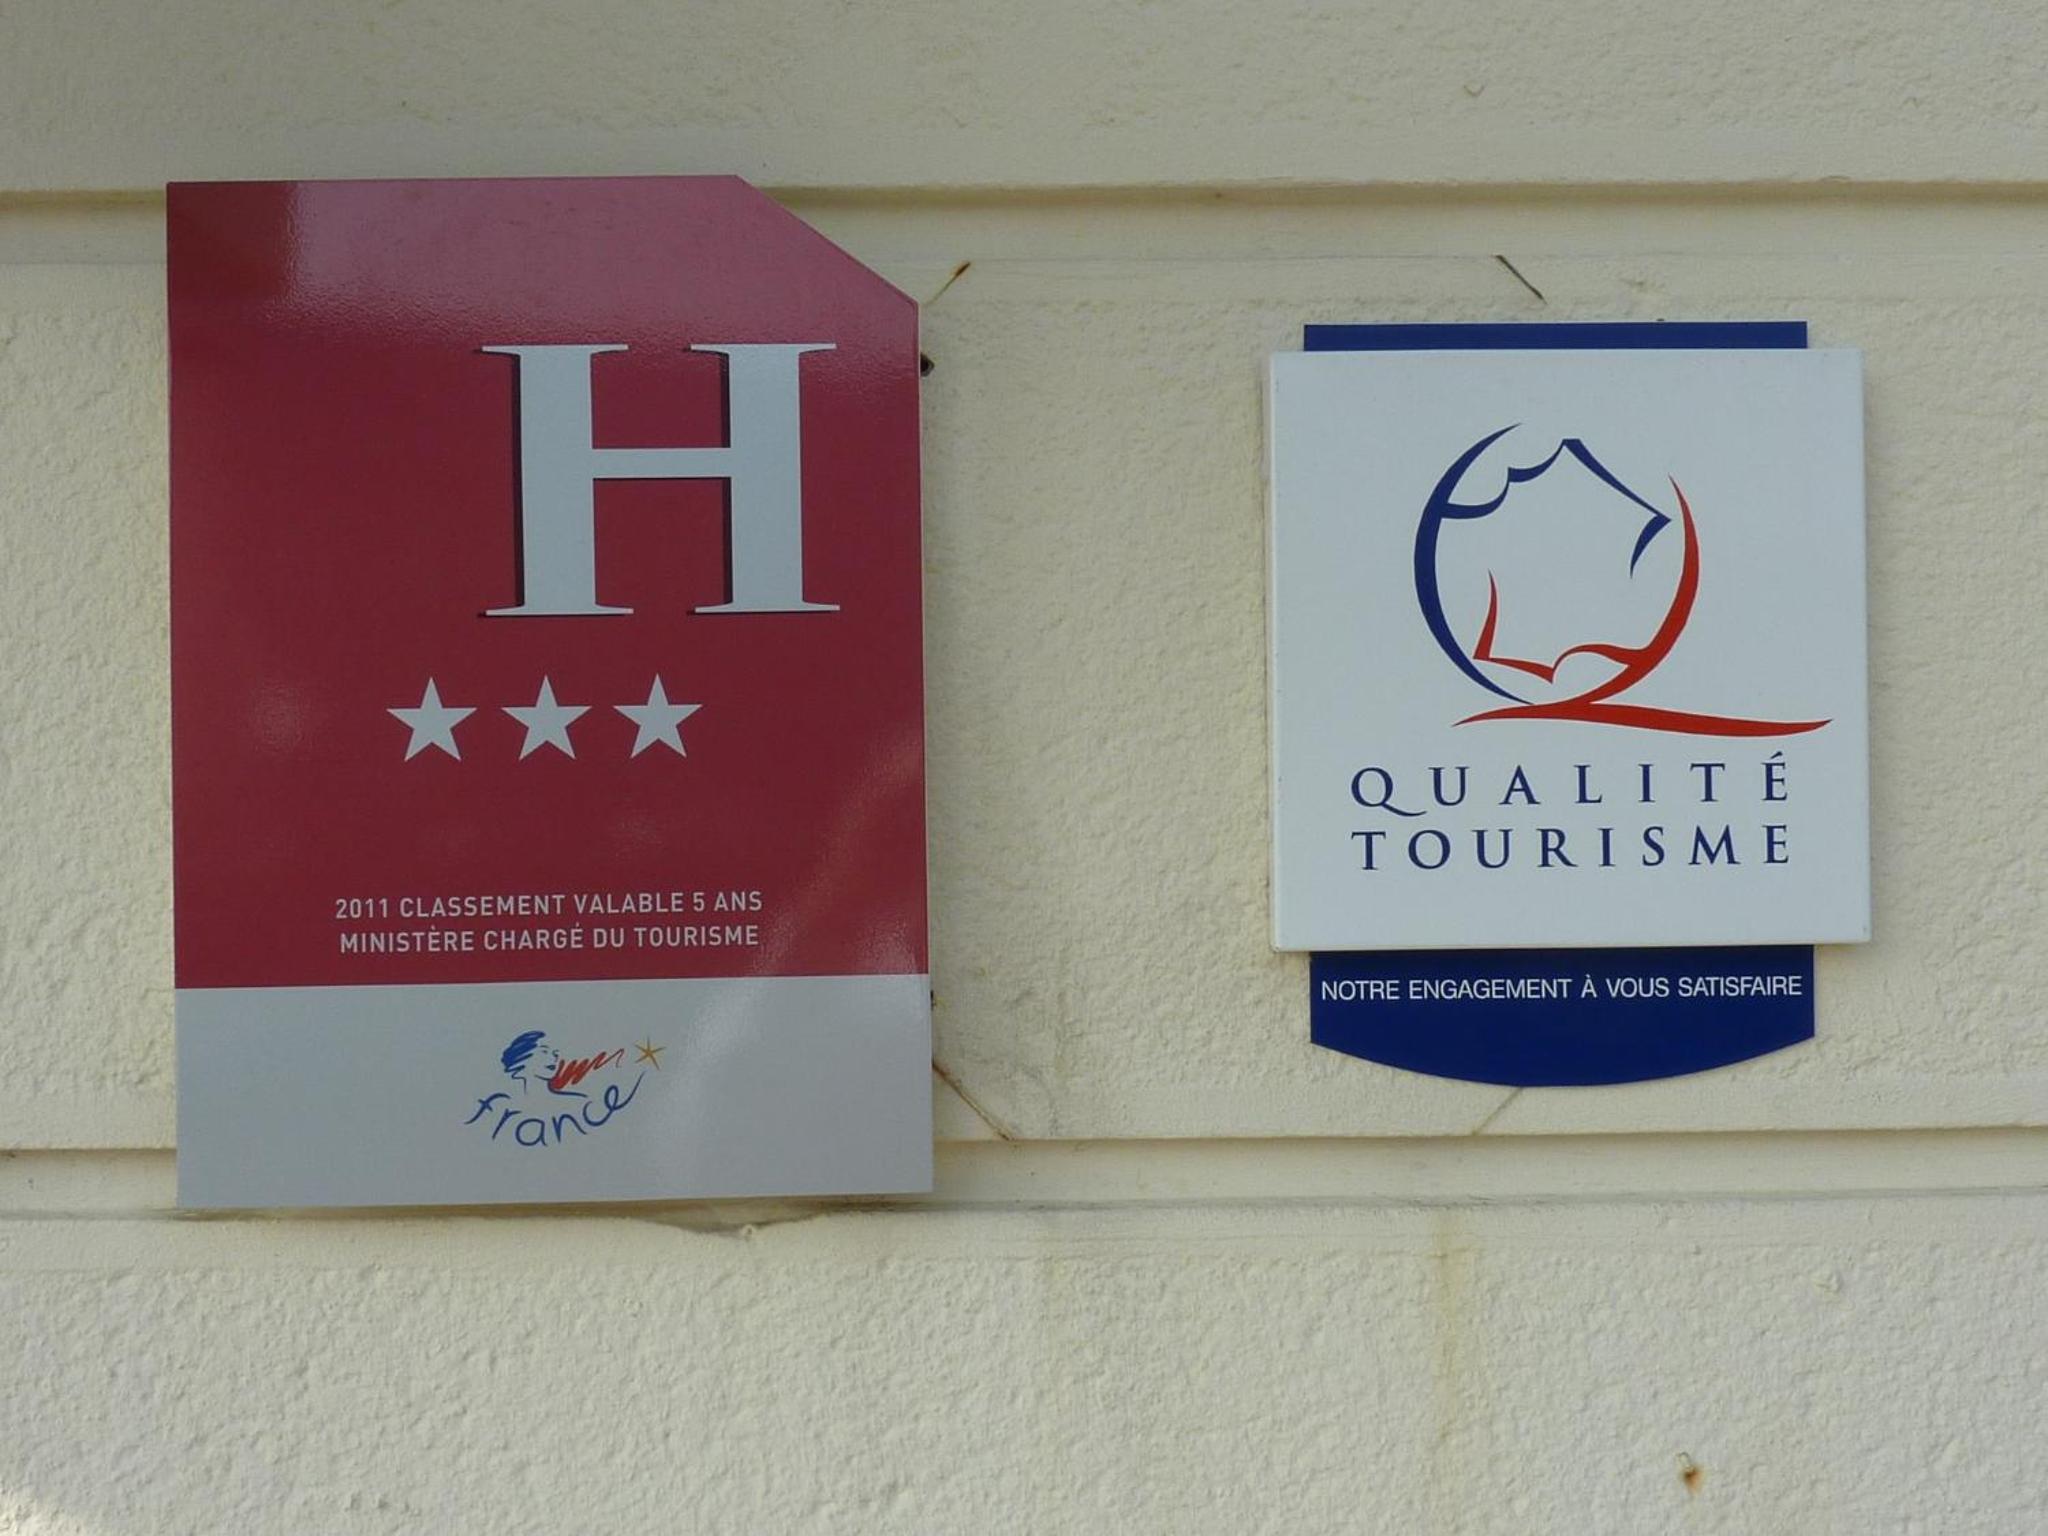 H
2011 CLASSEMENT VALABLE 5 ANS
MINISTÈRE CHARGÉ DU TOURISME
france
QUALITÉ
TOURISME
NOTRE ENGAGEMENT À VOUS SATISFAIRE